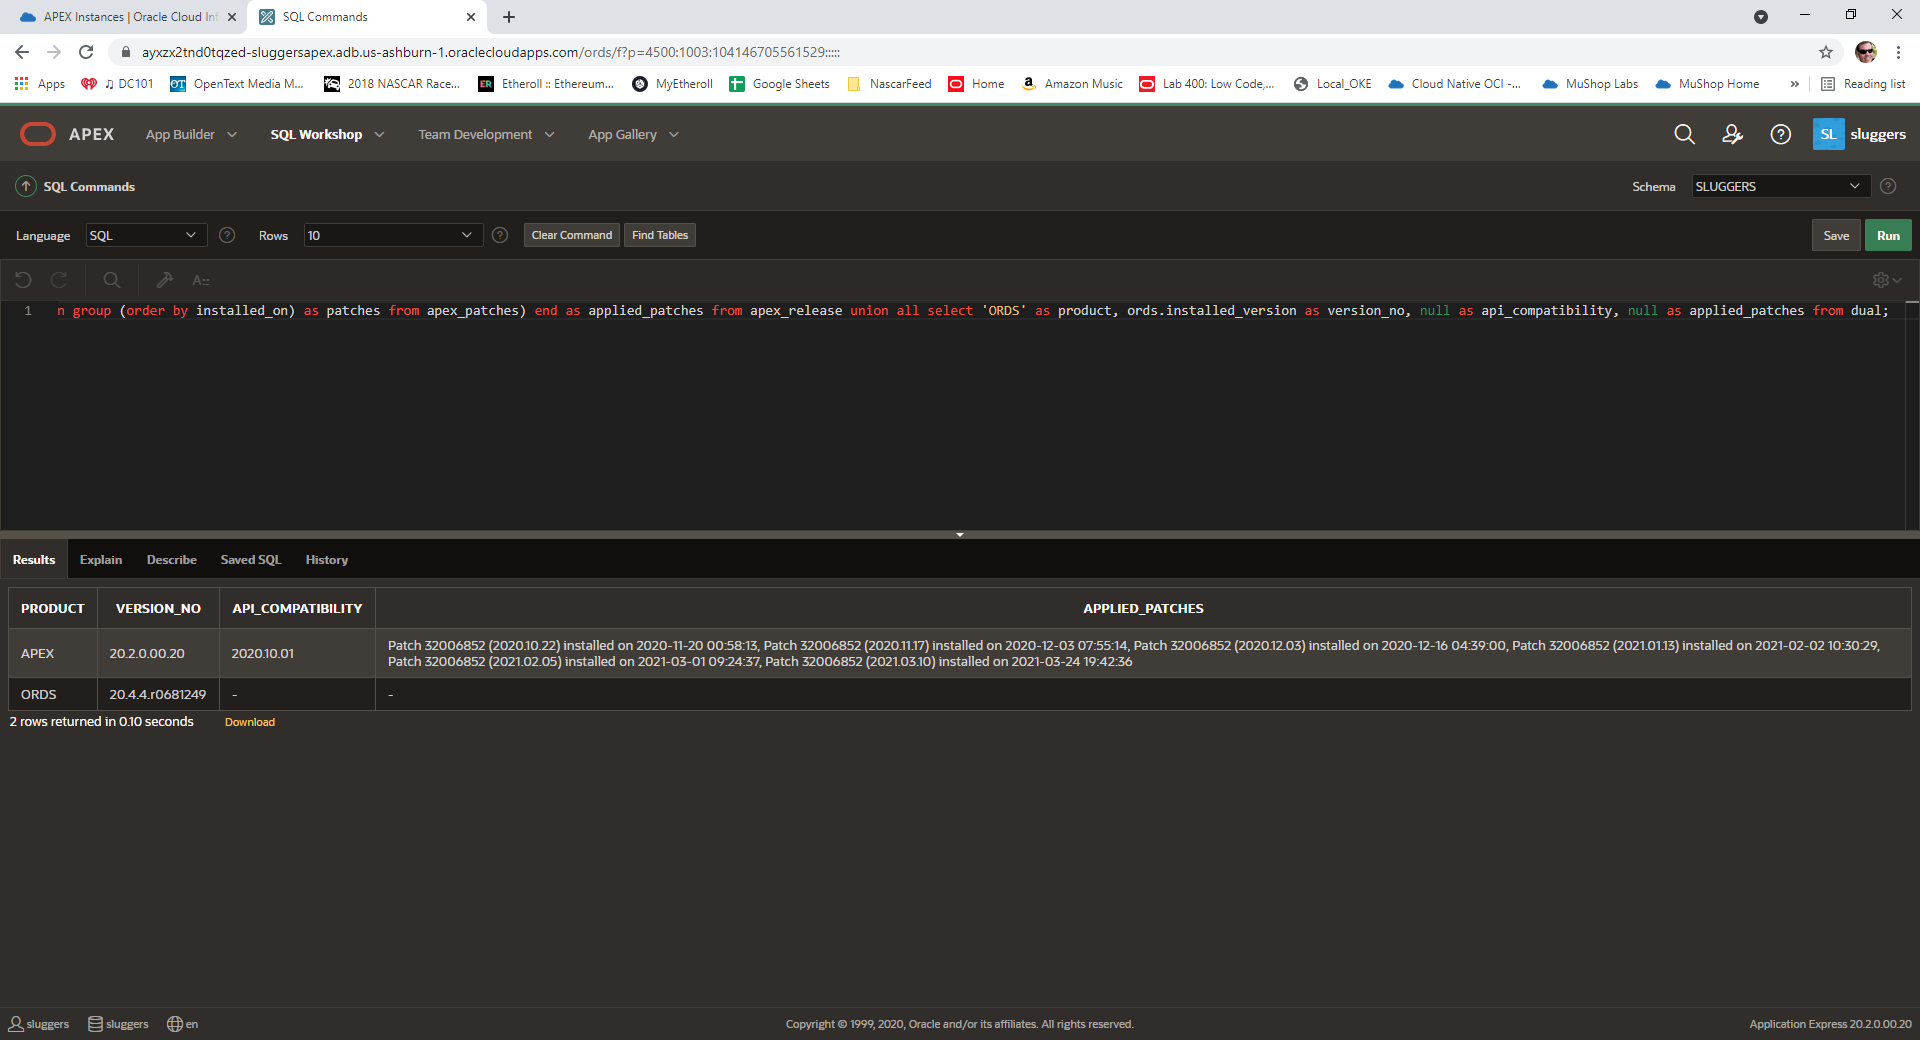 APEX Instances | Oracle Cloud Inf
SQL Commands
ayxzx2tnd0tqzed-sluggersapex.adb.us-ashburn-1.oraclecloudapps.com/ords/f?p=4500:1003:104146705561529:::::
Apps
♫ DC101
OT
OpenText Media M...
2018 NASCAR Race...
ER
Etheroll :: Ethereum...
MyEtheroll
Google Sheets
NascarFeed
Home
Amazon Music
Lab 400: Low Code,...
Local_OKE
Cloud Native OCI -...
MuShop Labs
MuShop Home
»
Reading list
APEX
App Builder
SQL Workshop
Team Development
App Gallery
SL
sluggers
SQL Commands
Schema
SLUGGERS
Language
SQL
Rows
10
Clear Command
Find Tables
Save
Run
1
n group (order by installed_on) as patches from apex_patches) end as applied_patches from apex_release union all select 'ORDS' as product, ords.installed_version as version_no, null as api_compatibility, null as applied_patches from dual;
Results
Explain
Describe
Saved SQL
History
PRODUCT
VERSION_NO
API_COMPATIBILITY
APPLIED_PATCHES
APEX
20.2.0.00.20
2020.10.01
Patch 32006852 (2020.10.22) installed on 2020-11-20 00:58:13, Patch 32006852 (2020.11.17) installed on 2020-12-03 07:55:14, Patch 32006852 (2020.12.03) installed on 2020-12-16 04:39:00, Patch 32006852 (2021.01.13) installed on 2021-02-02 10:30:29,
Patch 32006852 (2021.02.05) installed on 2021-03-01 09:24:37, Patch 32006852 (2021.03.10) installed on 2021-03-24 19:42:36
ORDS
20.4.4.r0681249
-
-
2 rows returned in 0.10 seconds
Download
sluggers
sluggers
en
Copyright © 1999, 2020, Oracle and/or its affiliates. All rights reserved.
Application Express 20.2.0.00.20